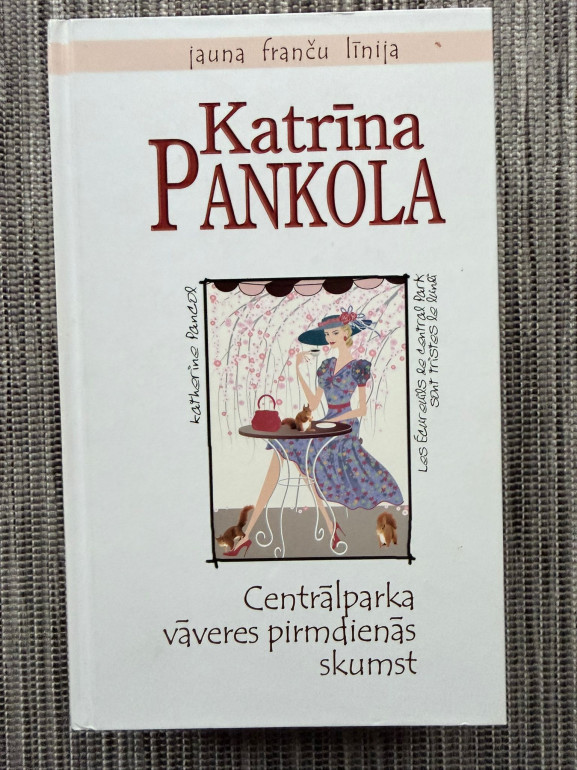 jauna franču līnija
Katrīna
PANKOLA
Katherine Pancol
Les Écureuils de Central Park
sont tristes le lundi
Centrālparka
vāveres pirmdienās
skumst